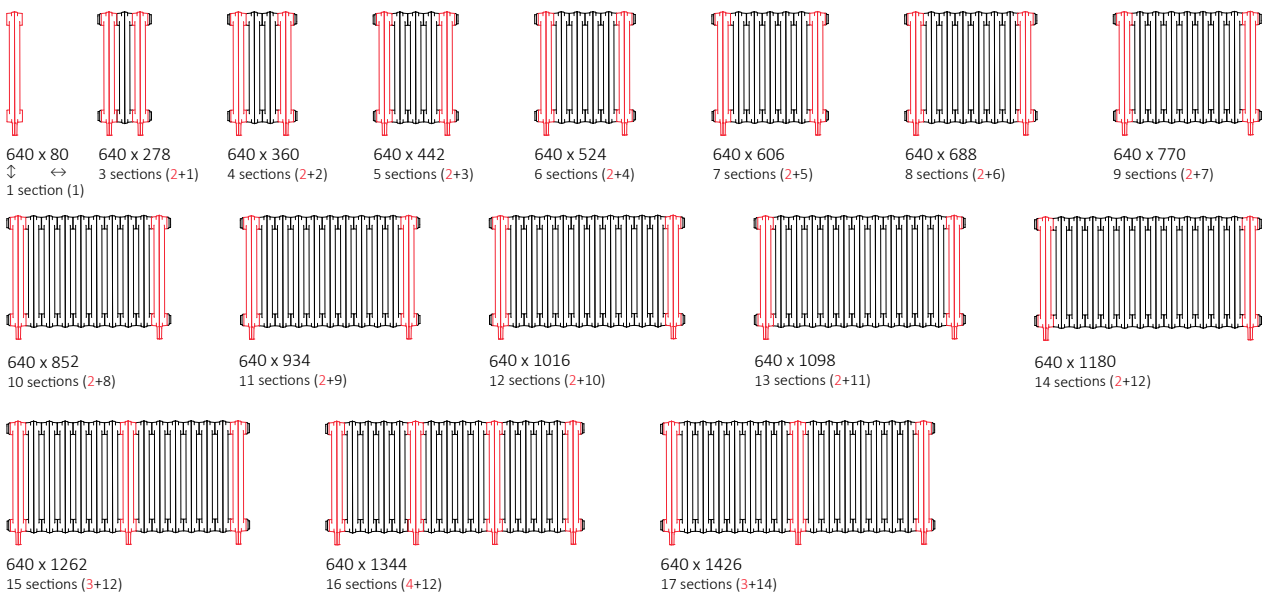 640 x 80
↕ ↔
1 section (1)
640 x 278
3 sections (2+1)
640 x 360
4 sections (2+2)
640 x 442
5 sections (2+3)
640 x 524
6 sections (2+4)
640 x 606
7 sections (2+5)
640 x 688
8 sections (2+6)
640 x 770
9 sections (2+7)
640 x 852
10 sections (2+8)
640 x 934
11 sections (2+9)
640 x 1016
12 sections (2+10)
640 x 1098
13 sections (2+11)
640 x 1180
14 sections (2+12)
640 x 1262
15 sections (3+12)
640 x 1344
16 sections (4+12)
640 x 1426
17 sections (3+14)